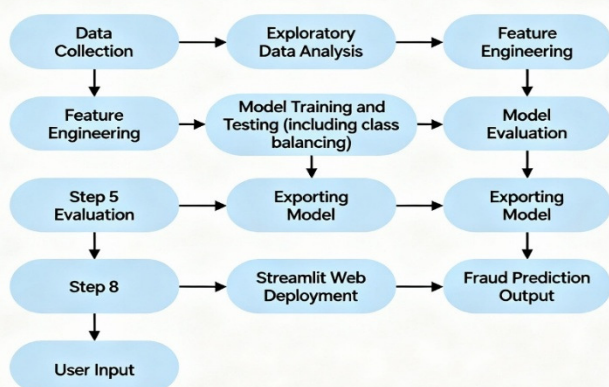 Data
Collection
Exploratory
Data Analysis
Feature
Engineering
Feature
Engineering
Model Training and
Testing (including class
balancing)
Model
Evaluation
Step 5
Evaluation
Exporting
Model
Exporting
Model
Step 8
Streamlit Web
Deployment
Fraud Prediction
Output
User Input